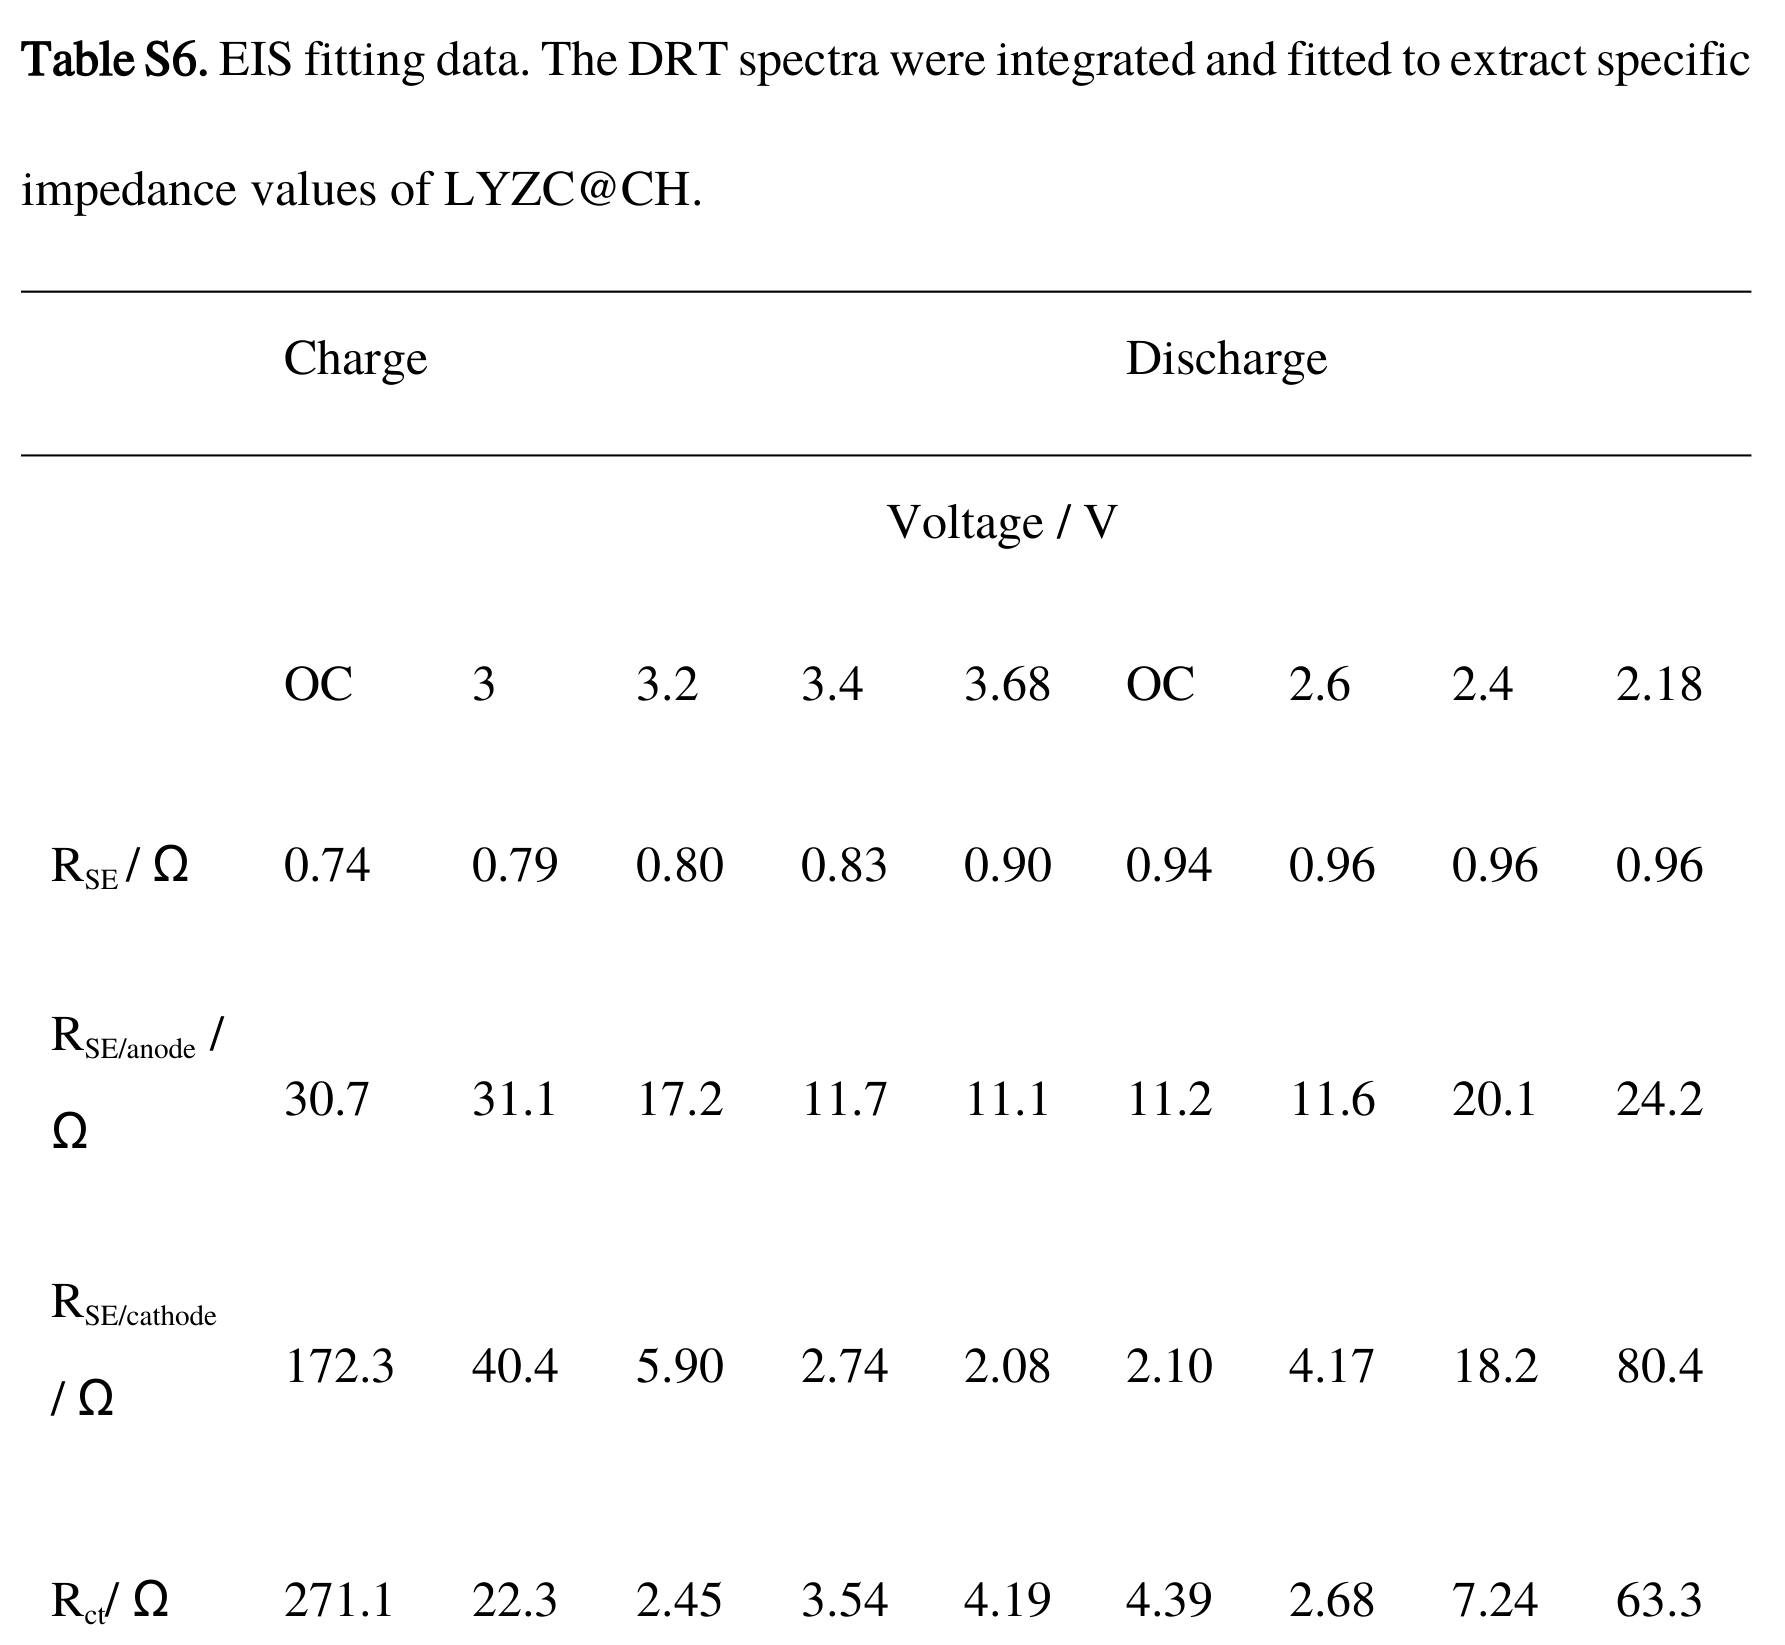 Table S6. EIS fitting data. The DRT spectra were integrated and fitted to extract specific
impedance values of LYZC@CH.
Charge Discharge
Voltage / V
OC 3 3.2 3.4 3.68 OC 2.6 2.4 2.18
RSE / Ω 0.74 0.79 0.80 0.83 0.90 0.94 0.96 0.96 0.96
RSE/anode /
Ω 30.7 31.1 17.2 11.7 11.1 11.2 11.6 20.1 24.2
RSE/cathode
/ Ω 172.3 40.4 5.90 2.74 2.08 2.10 4.17 18.2 80.4
Rct/ Ω 271.1 22.3 2.45 3.54 4.19 4.39 2.68 7.24 63.3